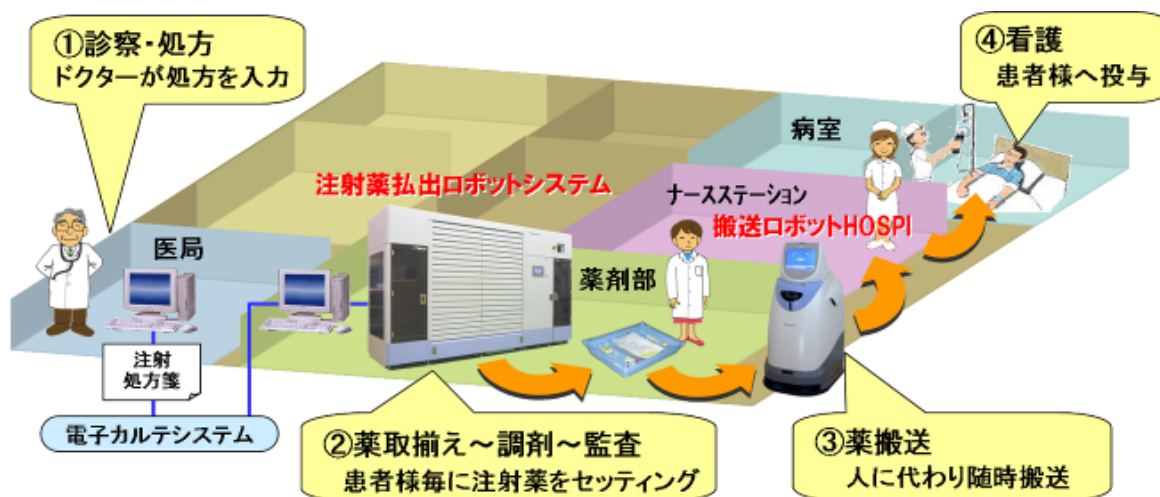 ①診察・処方
ドクターが処方を入力
④看護
患者様へ投与
病室
注射薬払出ロボットシステム
ナースステーション
搬送ロボットHOSPI
医局
薬剤部
注射
処方箋
電子カルテシステム
②薬取揃え～調剤～監査
患者様毎に注射薬をセッティング
③薬搬送
人に代わり随時搬送